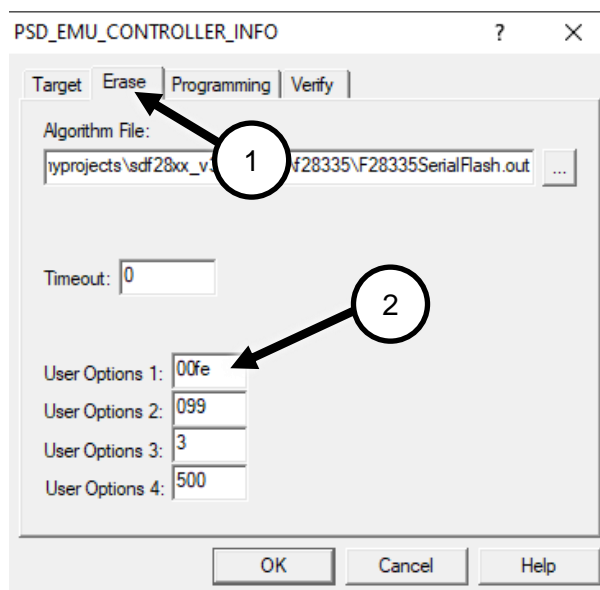 PSD_EMU_CONTROLLER_INFO ? ×
Target Erase Programming Verify
Algorithm File:
1
\sdf28xx_v3 \f28335\F28335SerialFlash.out ...
Timeout: 0
2
User Options 1: 00fe
User Options 2: 099
User Options 3: 3
User Options 4: 500
OK Cancel Help